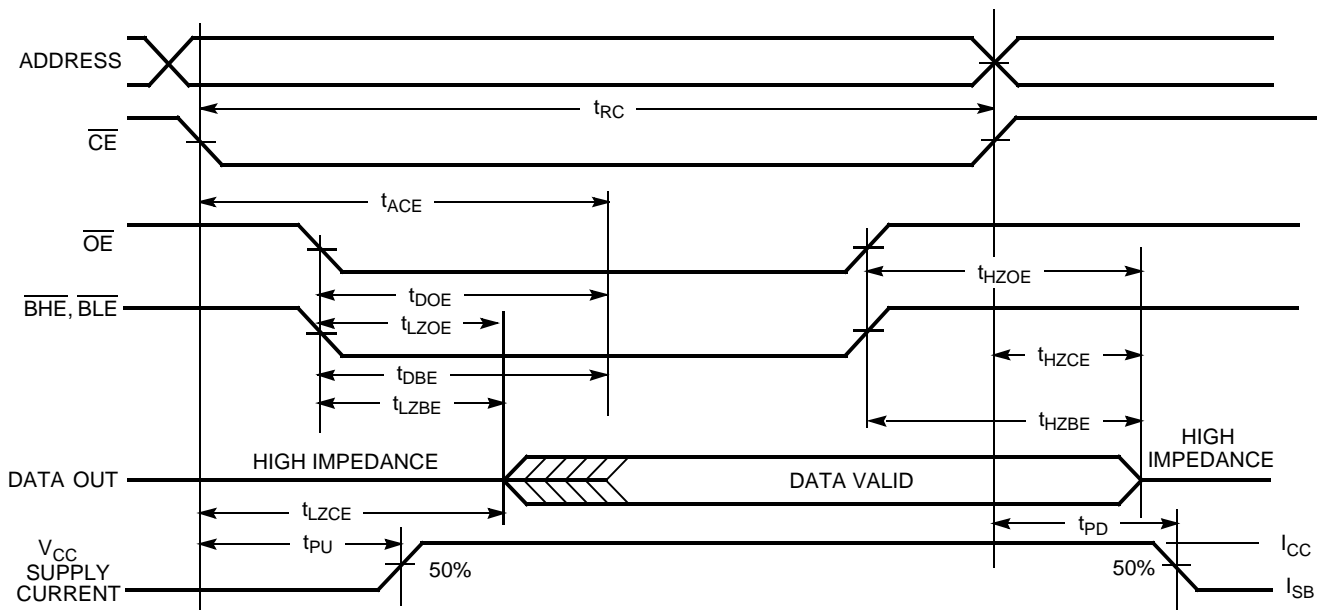 ADDRESS
tRC
CE
tACE
OE
tHZOE
tDOE
BHE, BLE
tLZOE
tHZCE
tDBE
tLZBE
tHZBE
HIGH IMPEDANCE
HIGH
IMPEDANCE
DATA OUT
DATA VALID
tLZCE
tPD
VCC
SUPPLY
CURRENT
tPU
50%
50%
ICC
ISB